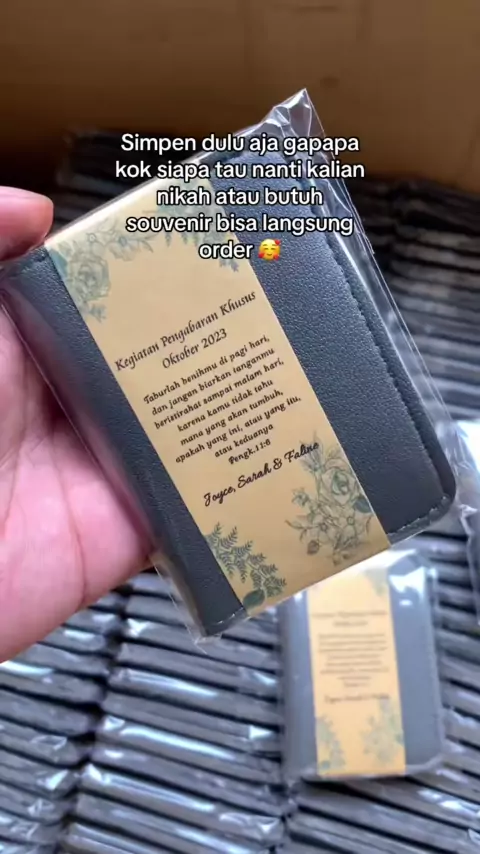 Simpen dulu aja gapapa
kok siapa tau nanti kalian
nikah atau butuh
souvenir bisa langsung
order 🥰
Kegiatan Pengabaran Khusus
Oktober 2023
Taburlah benihmu di pagi hari,
dan jangan biarkan tanganmu
beristirahat sampai malam hari,
karena kamu tidak tahu
mana yang akan tumbuh,
apakah yang ini, atau yang itu,
atau keduanya
Pengk.11:6
Joyce, Sarah & Faline